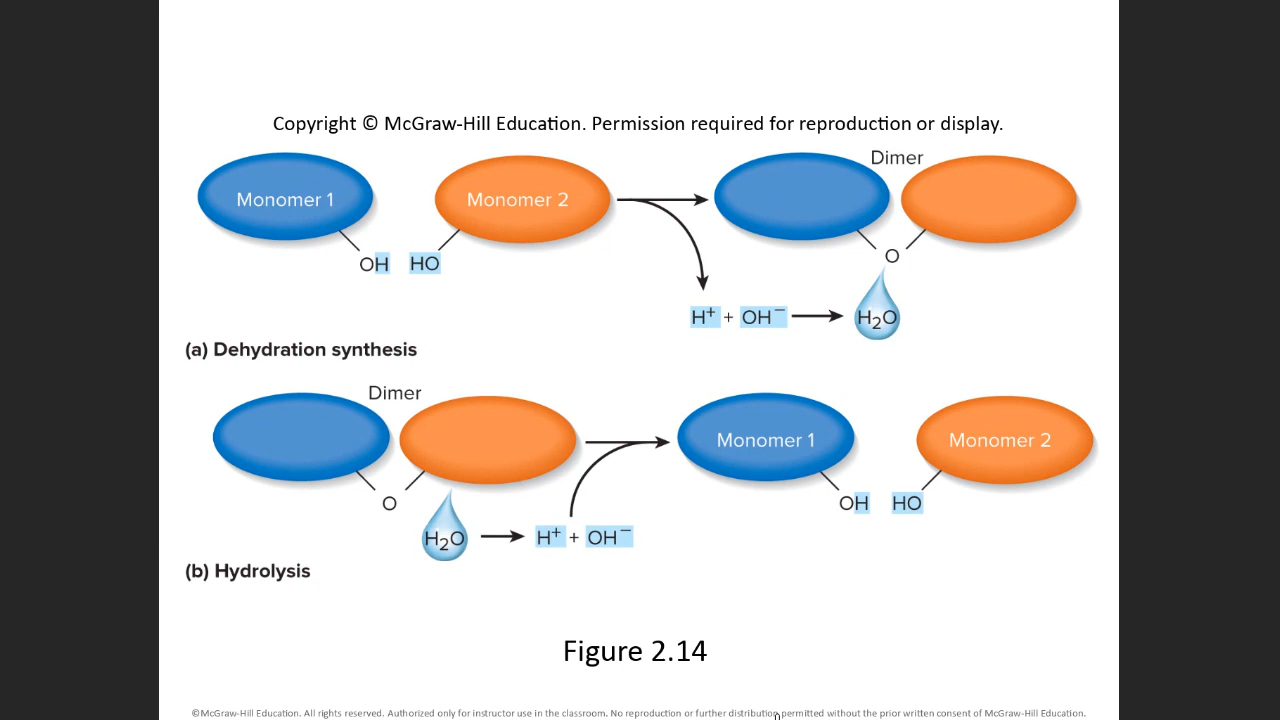 Copyright © McGraw-Hill Education. Permission required for reproduction or display.
Dimer
Monomer 1
Monomer 2
OH HO
O
H⁺ + OH⁻
H₂O
(a) Dehydration synthesis
Dimer
Monomer 1
Monomer 2
O
OH HO
H₂O
H⁺ + OH⁻
(b) Hydrolysis
Figure 2.14
©McGraw-Hill Education. All rights reserved. Authorized only for instructor use in the classroom. No reproduction or further distribution permitted without the prior written consent of McGraw-Hill Education.